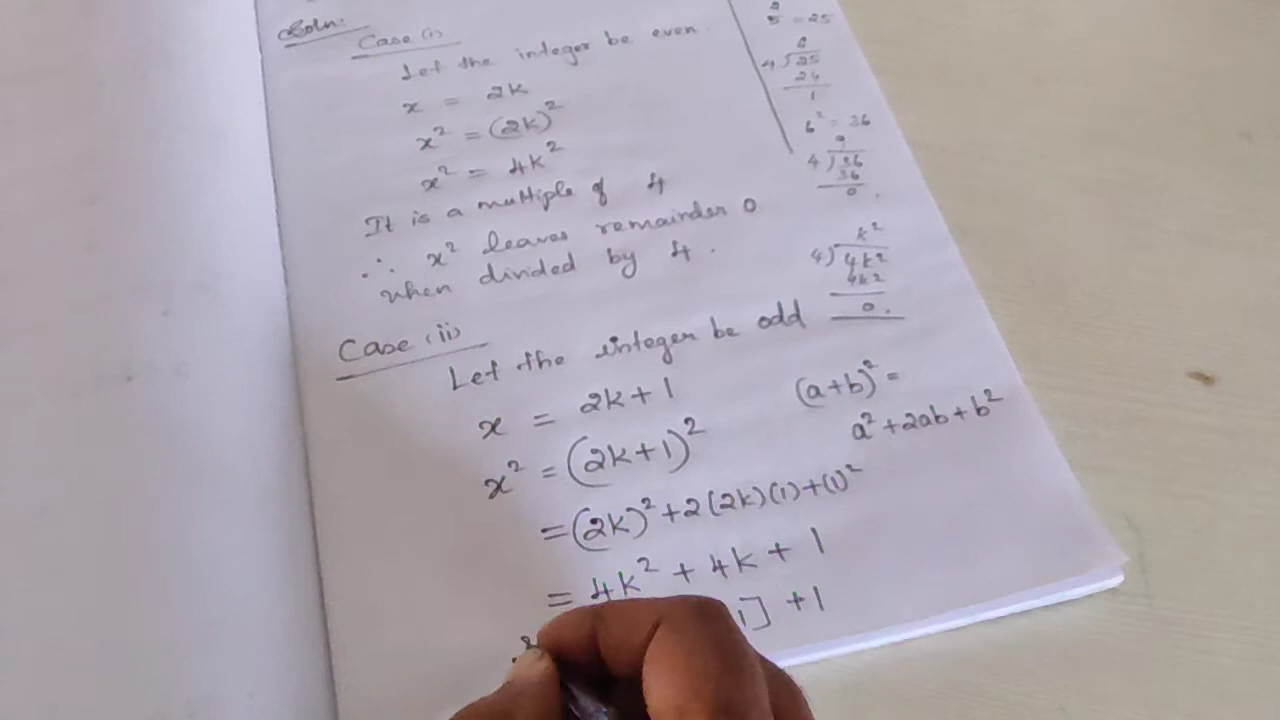 Soln:
Case (i)
Let the integer be even.
x = 2k
x² = (2k)²
x² = 4k²
It is a multiple of 4
∴ x² leaves remainder 0
when divided by 4.
Case (ii)
Let the integer be odd
x = 2k+1
x² = (2k+1)²
= (2k)² + 2(2k)(1) + (1)²
= 4k² + 4k + 1
1] + 1
5² = 25
4)25
24
1
6² = 36
9
4)36
36
0.
k²
4)4k²
4k²
0.
(a+b)² =
a² + 2ab + b²